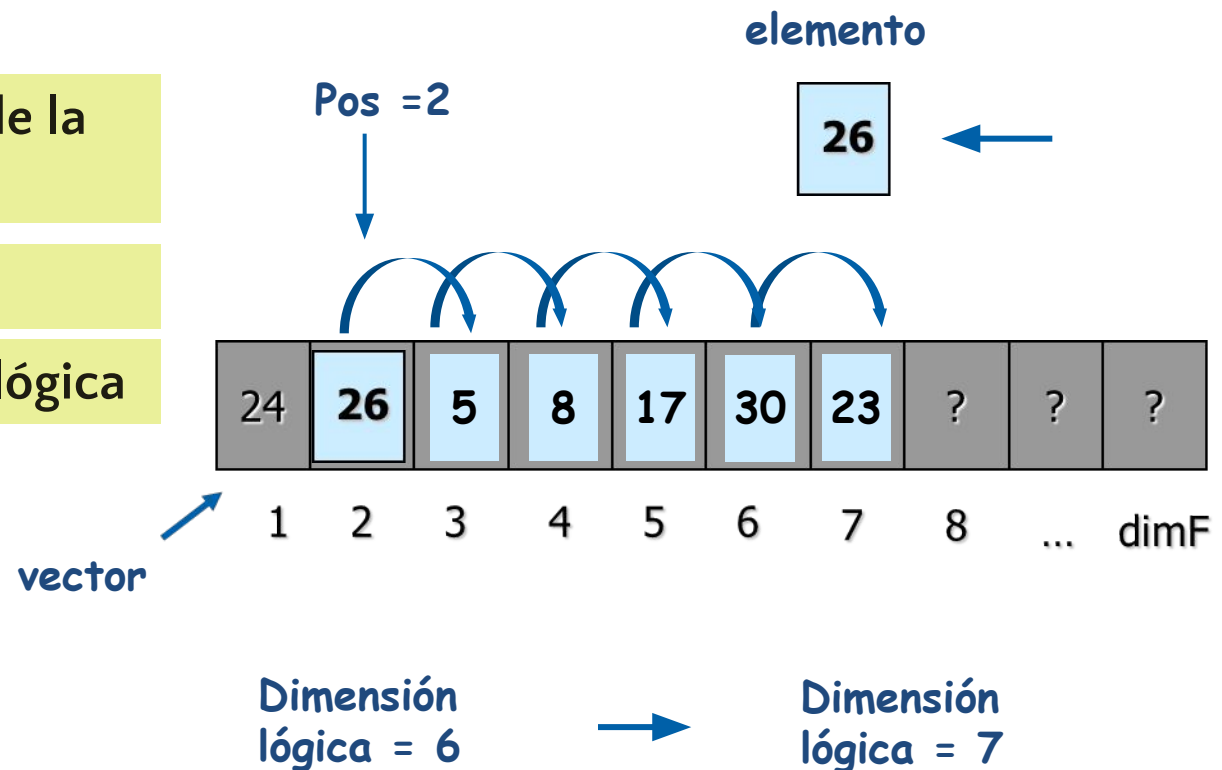 elemento
Pos =2
26
de la
lógica
24 26 5 8 17 30 23 ? ? ?
1 2 3 4 5 6 7 8 ... dimF
vector
Dimensión
lógica = 6
Dimensión
lógica = 7